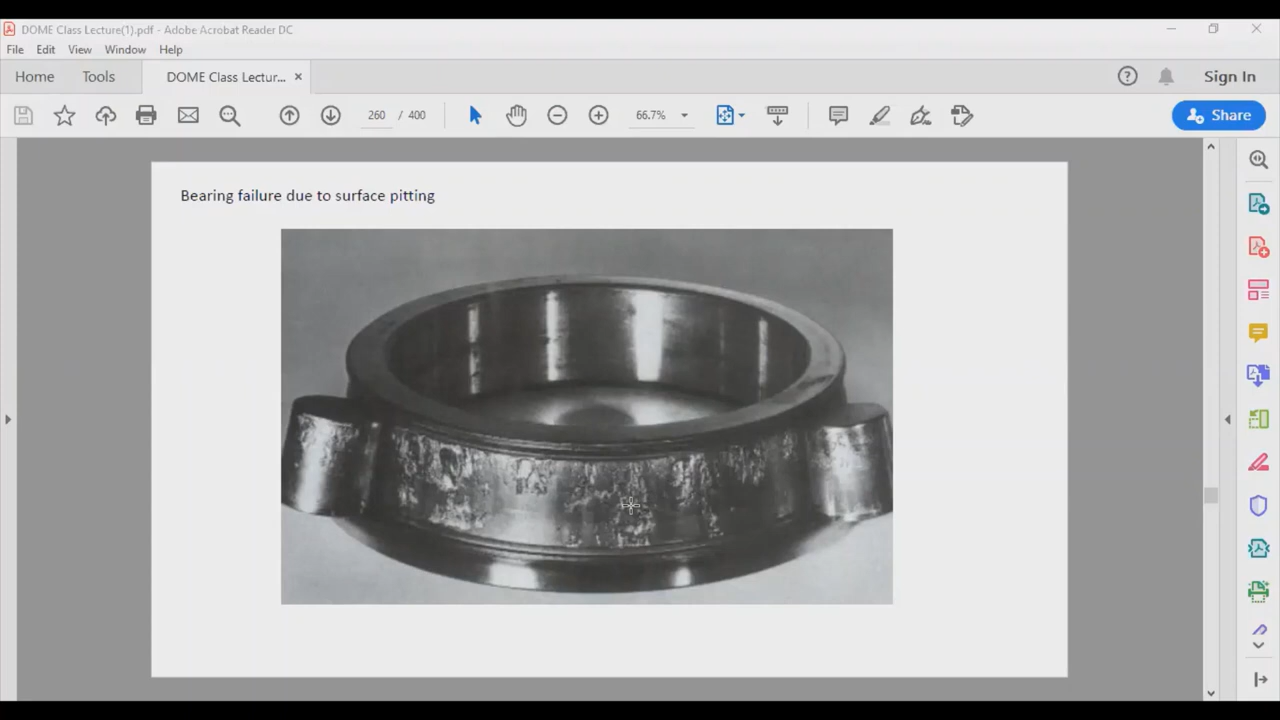 DOME Class Lecture(1).pdf - Adobe Acrobat Reader DC
File Edit View Window Help
Home Tools DOME Class Lectur... Sign In
260 / 400 66.7% Share
Bearing failure due to surface pitting